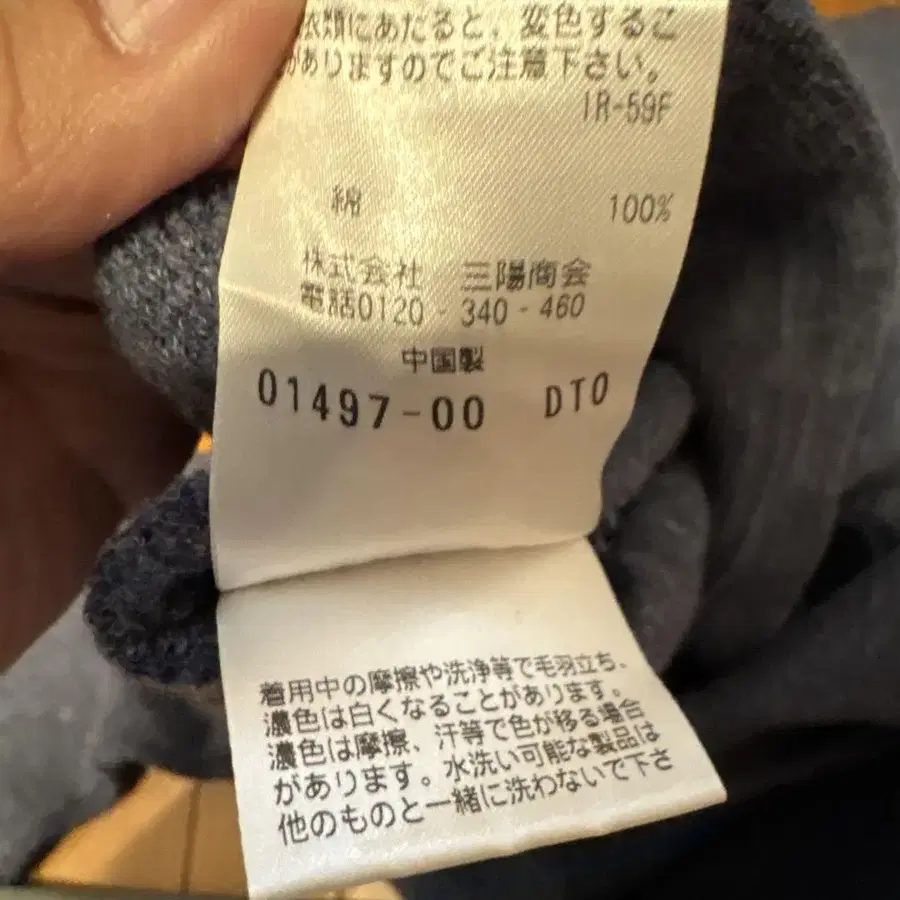 衣類にあたると、変色するこ
がありますのでご注意下さい。
IR-59F
綿 100%
株式会社 三陽商会
電話0120-340-460
中国製
01497-00 DTO
着用中の摩擦や洗浄等で毛羽立ち、
濃色は白くなることがあります。
濃色は摩擦、汗等で色が移る場合
があります。水洗い可能な製品は
他のものと一緒に洗わないで下さ